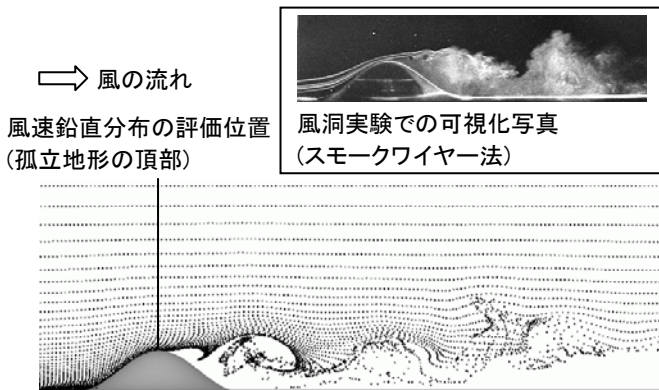 風の流れ
風速鉛直分布の評価位置
(孤立地形の頂部)
風洞実験での可視化写真
(スモークワイヤー法)